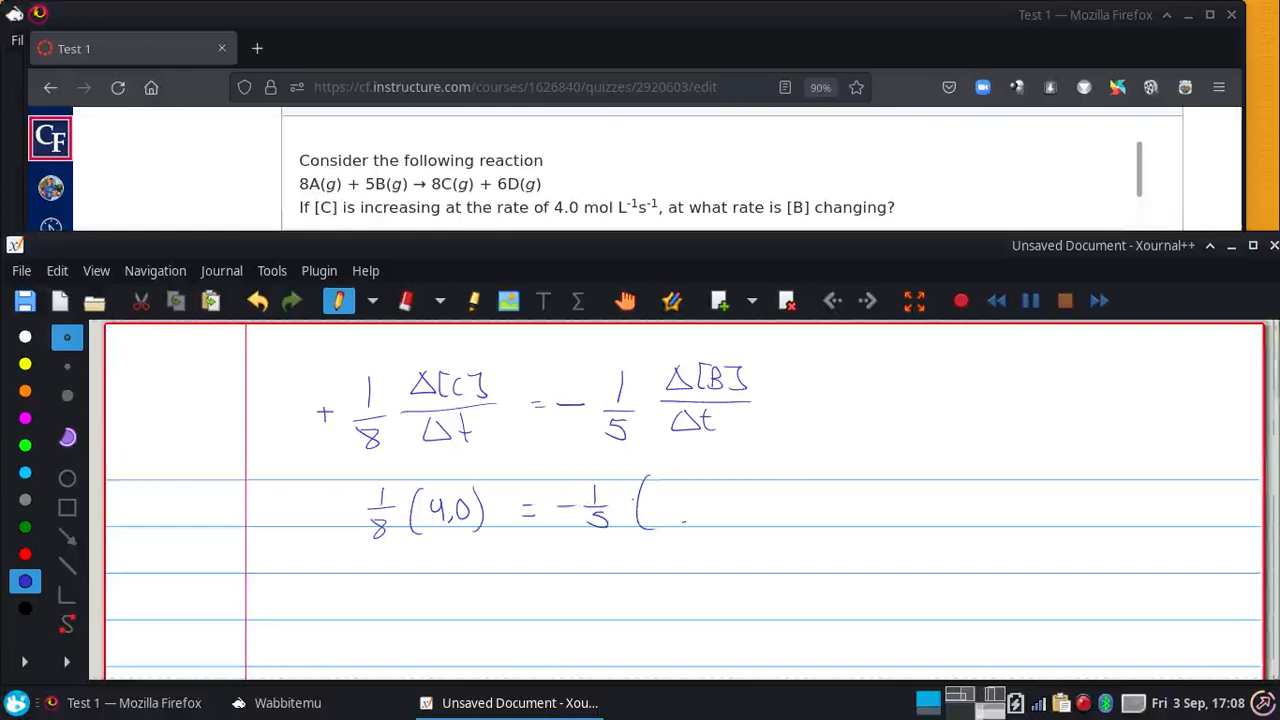 Test 1 — Mozilla Firefox
Fil
Test 1
https://cf.instructure.com/courses/1626840/quizzes/2920603/edit
90%
CF
Consider the following reaction
8A(g) + 5B(g) → 8C(g) + 6D(g)
If [C] is increasing at the rate of 4.0 mol L⁻¹s⁻¹, at what rate is [B] changing?
Unsaved Document - Xournal++
File Edit View Navigation Journal Tools Plugin Help
+ 1/8 Δ[C]/Δt = - 1/5 Δ[B]/Δt
1/8 (4,0) = - 1/5 (
Test 1 — Mozilla Firefox
Wabbitemu
Unsaved Document - Xou...
Fri 3 Sep, 17:08